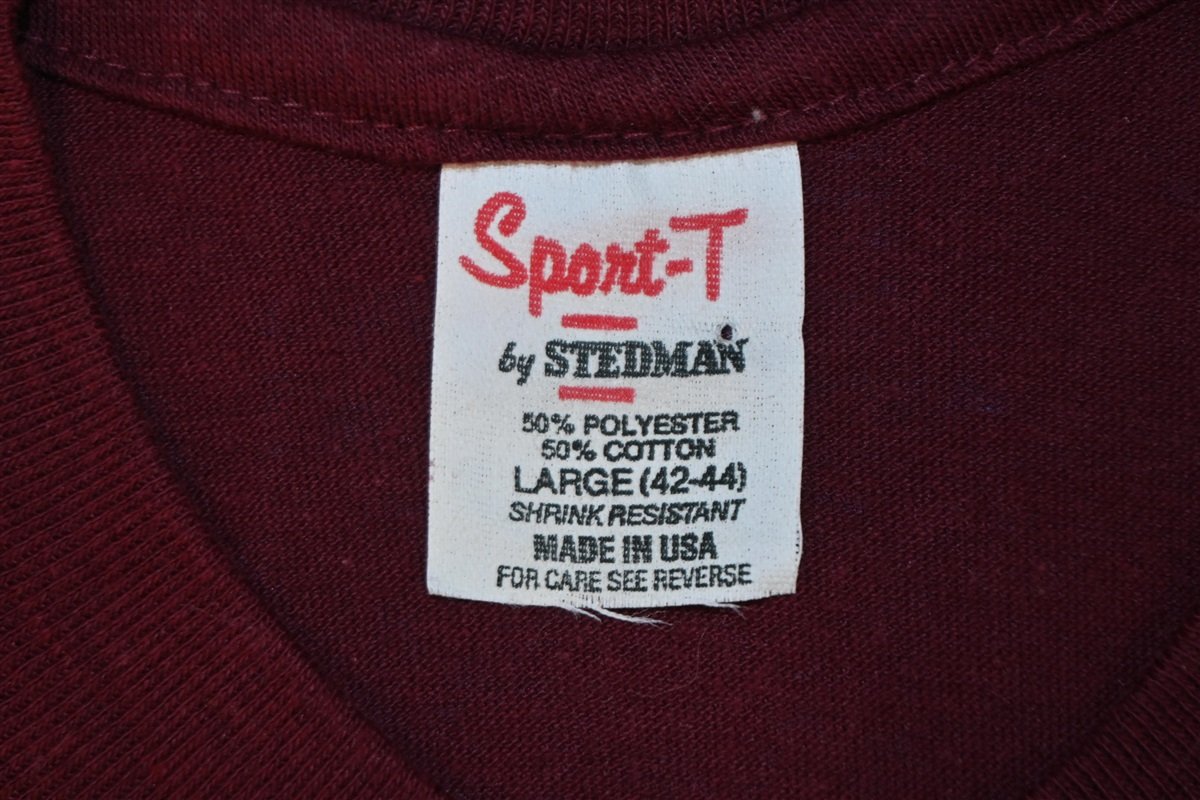 Sport-T
by STEDMAN
50% POLYESTER
50% COTTON
LARGE (42-44)
SHRINK RESISTANT
MADE IN USA
FOR CARE SEE REVERSE